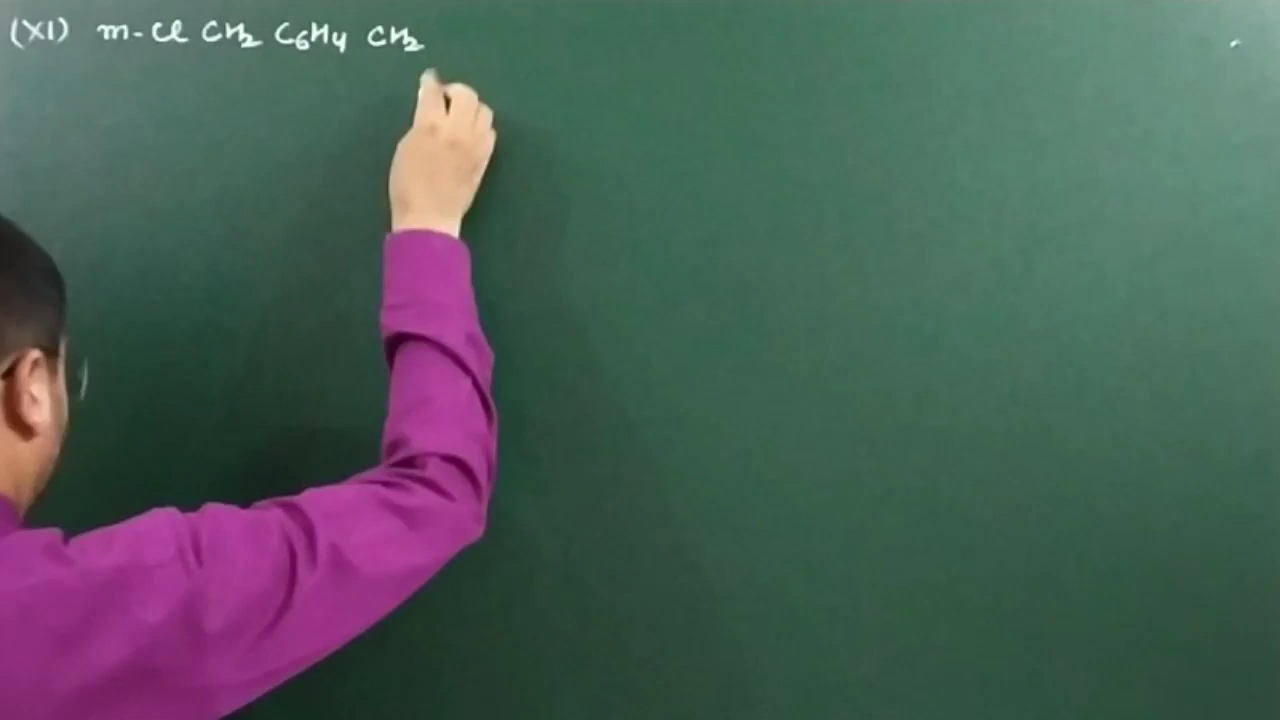 (XI) m-Cl CH₂ C₆H₄ CH₂